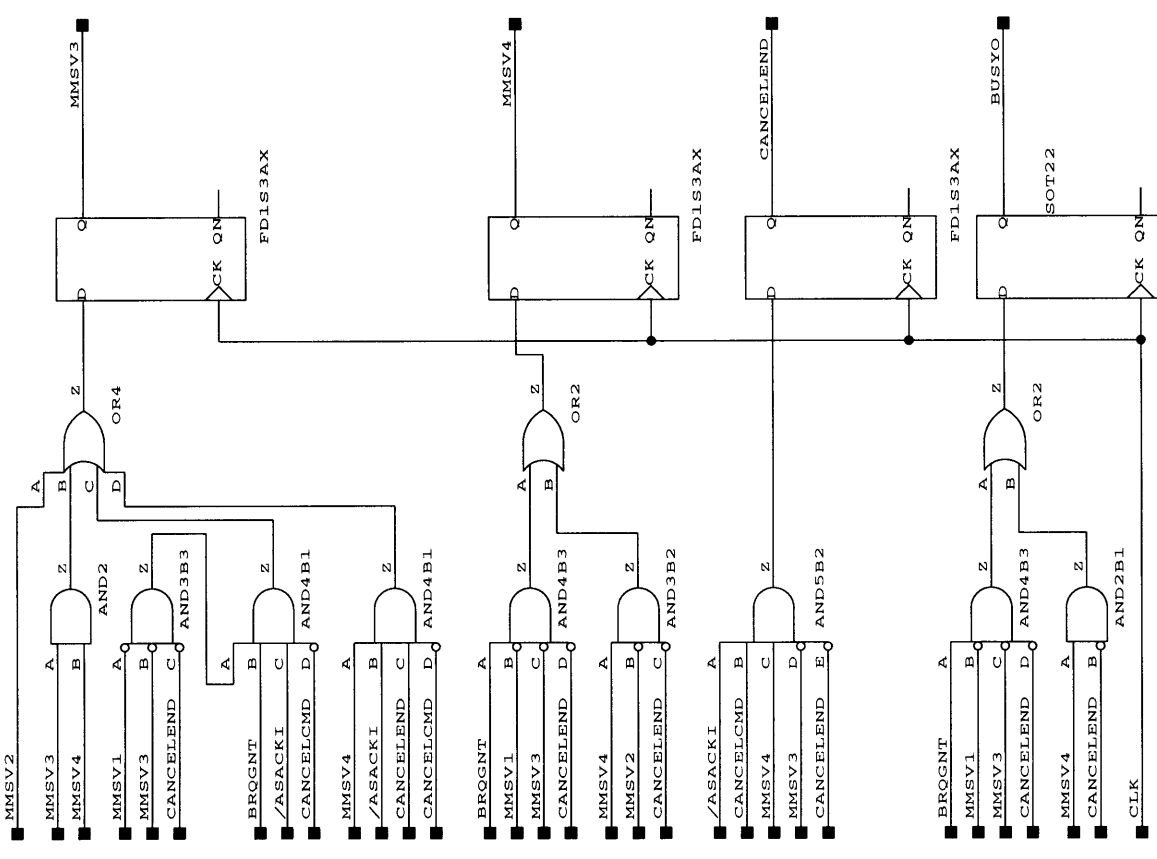 MMSV3
MMSV4
CANCELEND
BUSYO
FD1S3AX
FD1S3AX
FD1S3AX
SOT22
Q
QN
Q
QN
Q
QN
Q
QN
D
CK
D
CK
D
CK
D
CK
Z
OR4
Z
OR2
Z
OR2
A
B
C
D
A
B
A
B
Z
AND2
Z
AND3B3
Z
AND4B1
Z
AND4B1
Z
AND4B3
Z
AND3B2
Z
AND5B2
Z
AND4B3
Z
AND2B1
A
B
A
B
C
A
B
C
D
A
B
C
D
A
B
C
D
A
B
C
A
B
C
D
E
A
B
C
D
A
B
MMSV2
MMSV3
MMSV4
MMSV1
MMSV3
CANCELEND
BRQGNT
/ASACKI
CANCELCMD
MMSV4
/ASACKI
CANCELEND
CANCELCMD
BRQGNT
MMSV1
MMSV3
CANCELEND
MMSV4
MMSV2
CANCELEND
/ASACKI
CANCELCMD
MMSV4
MMSV3
CANCELEND
BRQGNT
MMSV1
MMSV3
CANCELEND
MMSV4
CANCELEND
CLK